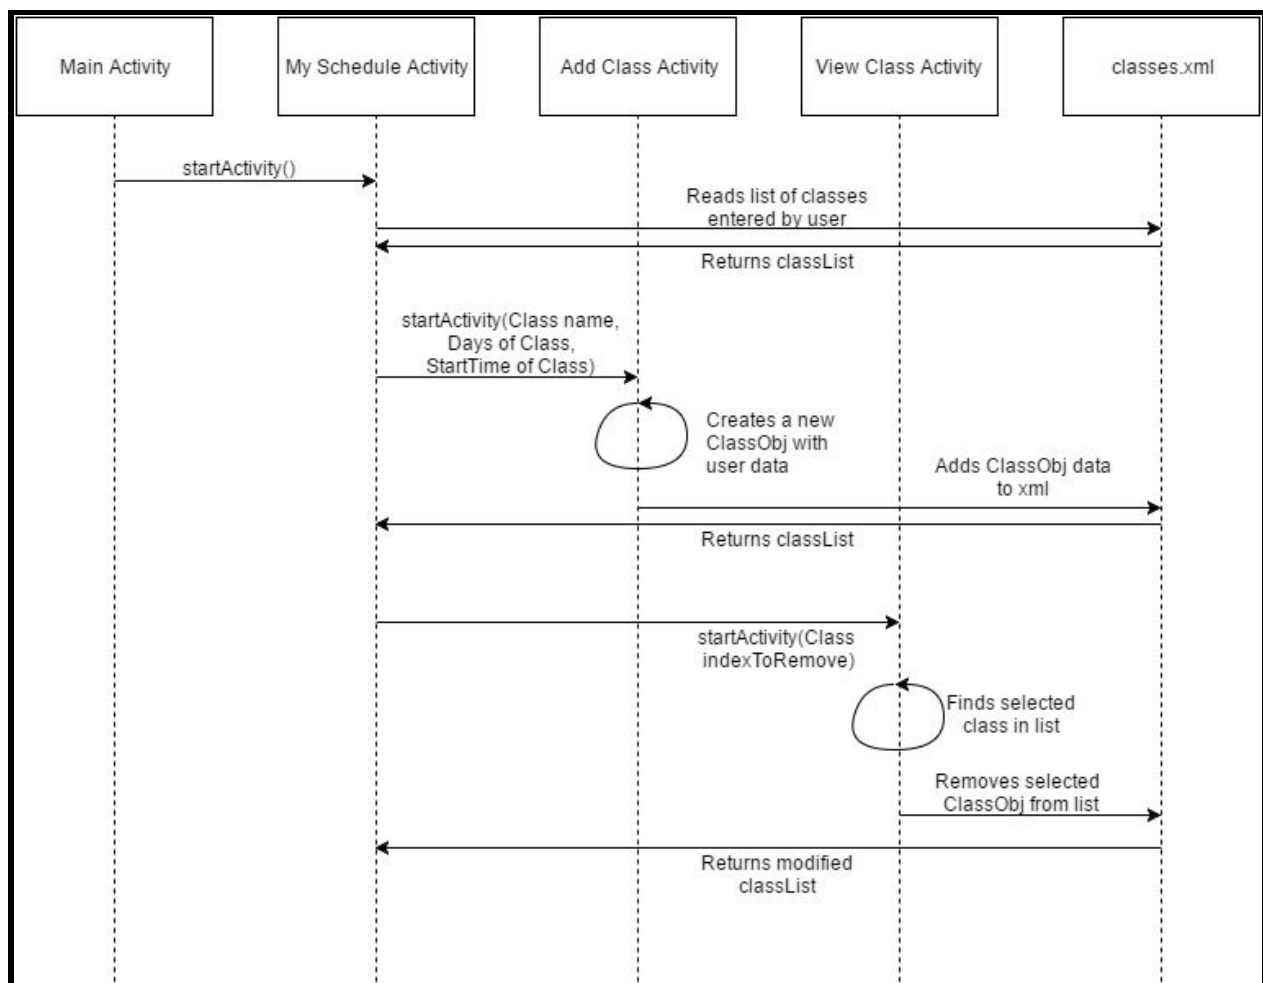 Main Activity
My Schedule Activity
Add Class Activity
View Class Activity
classes.xml
startActivity()
Reads list of classes
entered by user
Returns classList
startActivity(Class name,
Days of Class,
StartTime of Class)
Creates a new
ClassObj with
user data
Adds ClassObj data
to xml
Returns classList
startActivity(Class
indexToRemove)
Finds selected
class in list
Removes selected
ClassObj from list
Returns modified
classList